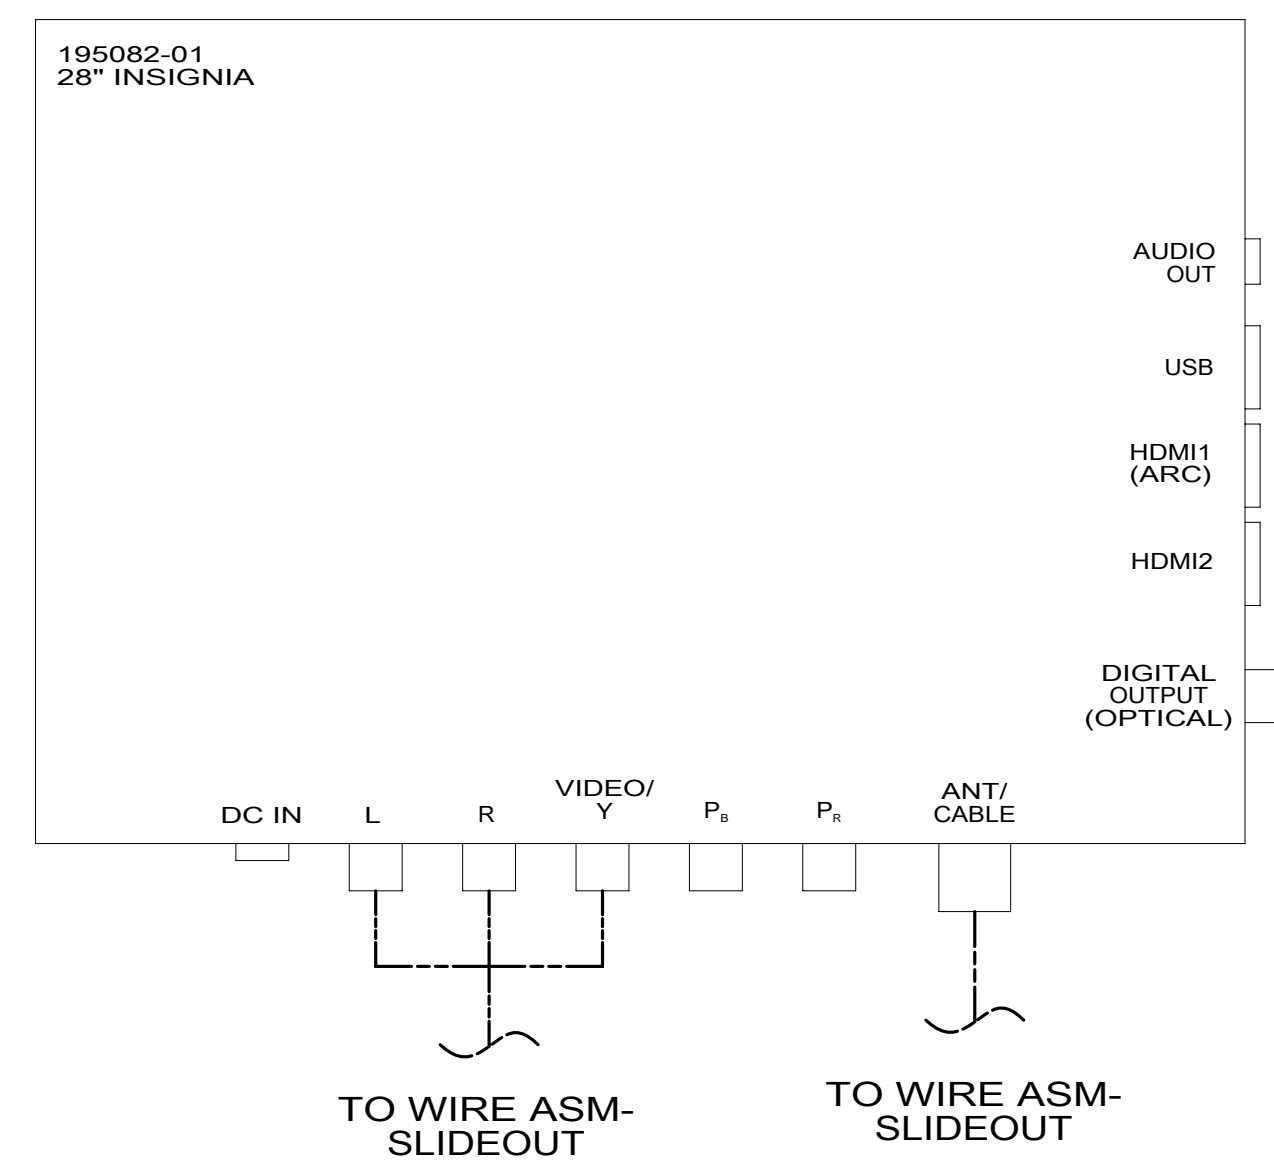 195082-01
28" INSIGNIA
AUDIO
OUT
USB
HDMI1
(ARC)
HDMI2
DIGITAL
OUTPUT
(OPTICAL)
DC IN
L
R
VIDEO/
Y
PB
PR
ANT/
CABLE
TO WIRE ASM-
SLIDEOUT
TO WIRE ASM-
SLIDEOUT